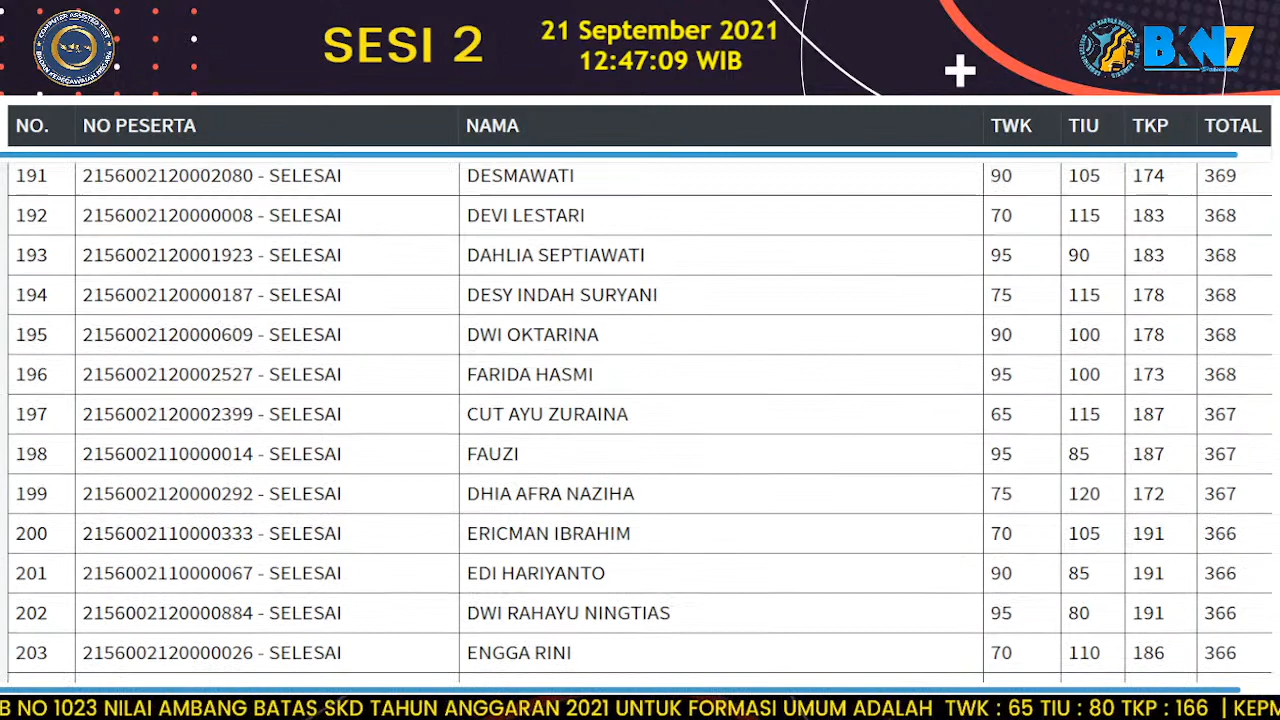 COMPUTER ASSISTED TEST
BADAN KEPEGAWAIAN NEGARA
SESI 2
21 September 2021
12:47:09 WIB
BKN7
NO. NO PESERTA NAMA TWK TIU TKP TOTAL
191 2156002120002080 - SELESAI DESMAWATI 90 105 174 369
192 2156002120000008 - SELESAI DEVI LESTARI 70 115 183 368
193 2156002120001923 - SELESAI DAHLIA SEPTIAWATI 95 90 183 368
194 2156002120000187 - SELESAI DESY INDAH SURYANI 75 115 178 368
195 2156002120000609 - SELESAI DWI OKTARINA 90 100 178 368
196 2156002120002527 - SELESAI FARIDA HASMI 95 100 173 368
197 2156002120002399 - SELESAI CUT AYU ZURAINA 65 115 187 367
198 2156002110000014 - SELESAI FAUZI 95 85 187 367
199 2156002120000292 - SELESAI DHIA AFRA NAZIHA 75 120 172 367
200 2156002110000333 - SELESAI ERICMAN IBRAHIM 70 105 191 366
201 2156002110000067 - SELESAI EDI HARIYANTO 90 85 191 366
202 2156002120000884 - SELESAI DWI RAHAYU NINGTIAS 95 80 191 366
203 2156002120000026 - SELESAI ENGGA RINI 70 110 186 366
B NO 1023 NILAI AMBANG BATAS SKD TAHUN ANGGARAN 2021 UNTUK FORMASI UMUM ADALAH TWK : 65 TIU : 80 TKP : 166 | KEPM